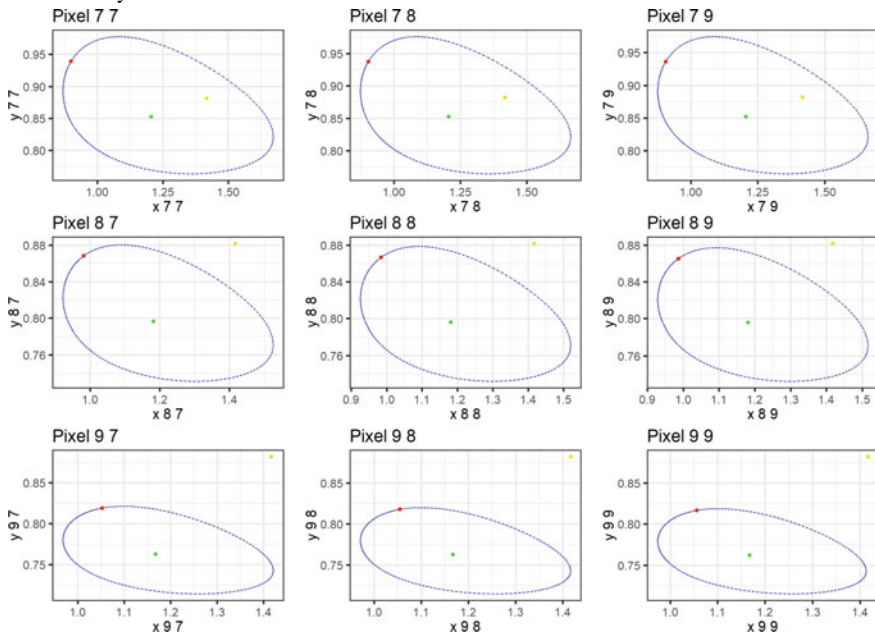 Pixel 7 7 Pixel 7 8 Pixel 7 9
0.95 0.95 0.95
0.90 0.90 0.90
0.85 0.85 0.85
0.80 0.80 0.80
y 7 7 y 7 8 y 7 9
1.00 1.25 1.50 1.00 1.25 1.50 1.00 1.25 1.50
x 7 7 x 7 8 x 7 9
Pixel 8 7 Pixel 8 8 Pixel 8 9
0.88 0.88 0.88
0.84 0.84 0.84
0.80 0.80 0.80
0.76 0.76 0.76
y 8 7 y 8 8 y 8 9
1.0 1.2 1.4 0.9 1.0 1.1 1.2 1.3 1.4 1.5 0.9 1.0 1.1 1.2 1.3 1.4 1.5
x 8 7 x 8 8 x 8 9
Pixel 9 7 Pixel 9 8 Pixel 9 9
0.85 0.85 0.85
0.80 0.80 0.80
0.75 0.75 0.75
y 9 7 y 9 8 y 9 9
1.0 1.1 1.2 1.3 1.4 1.0 1.1 1.2 1.3 1.4 1.0 1.1 1.2 1.3 1.4
x 9 7 x 9 8 x 9 9